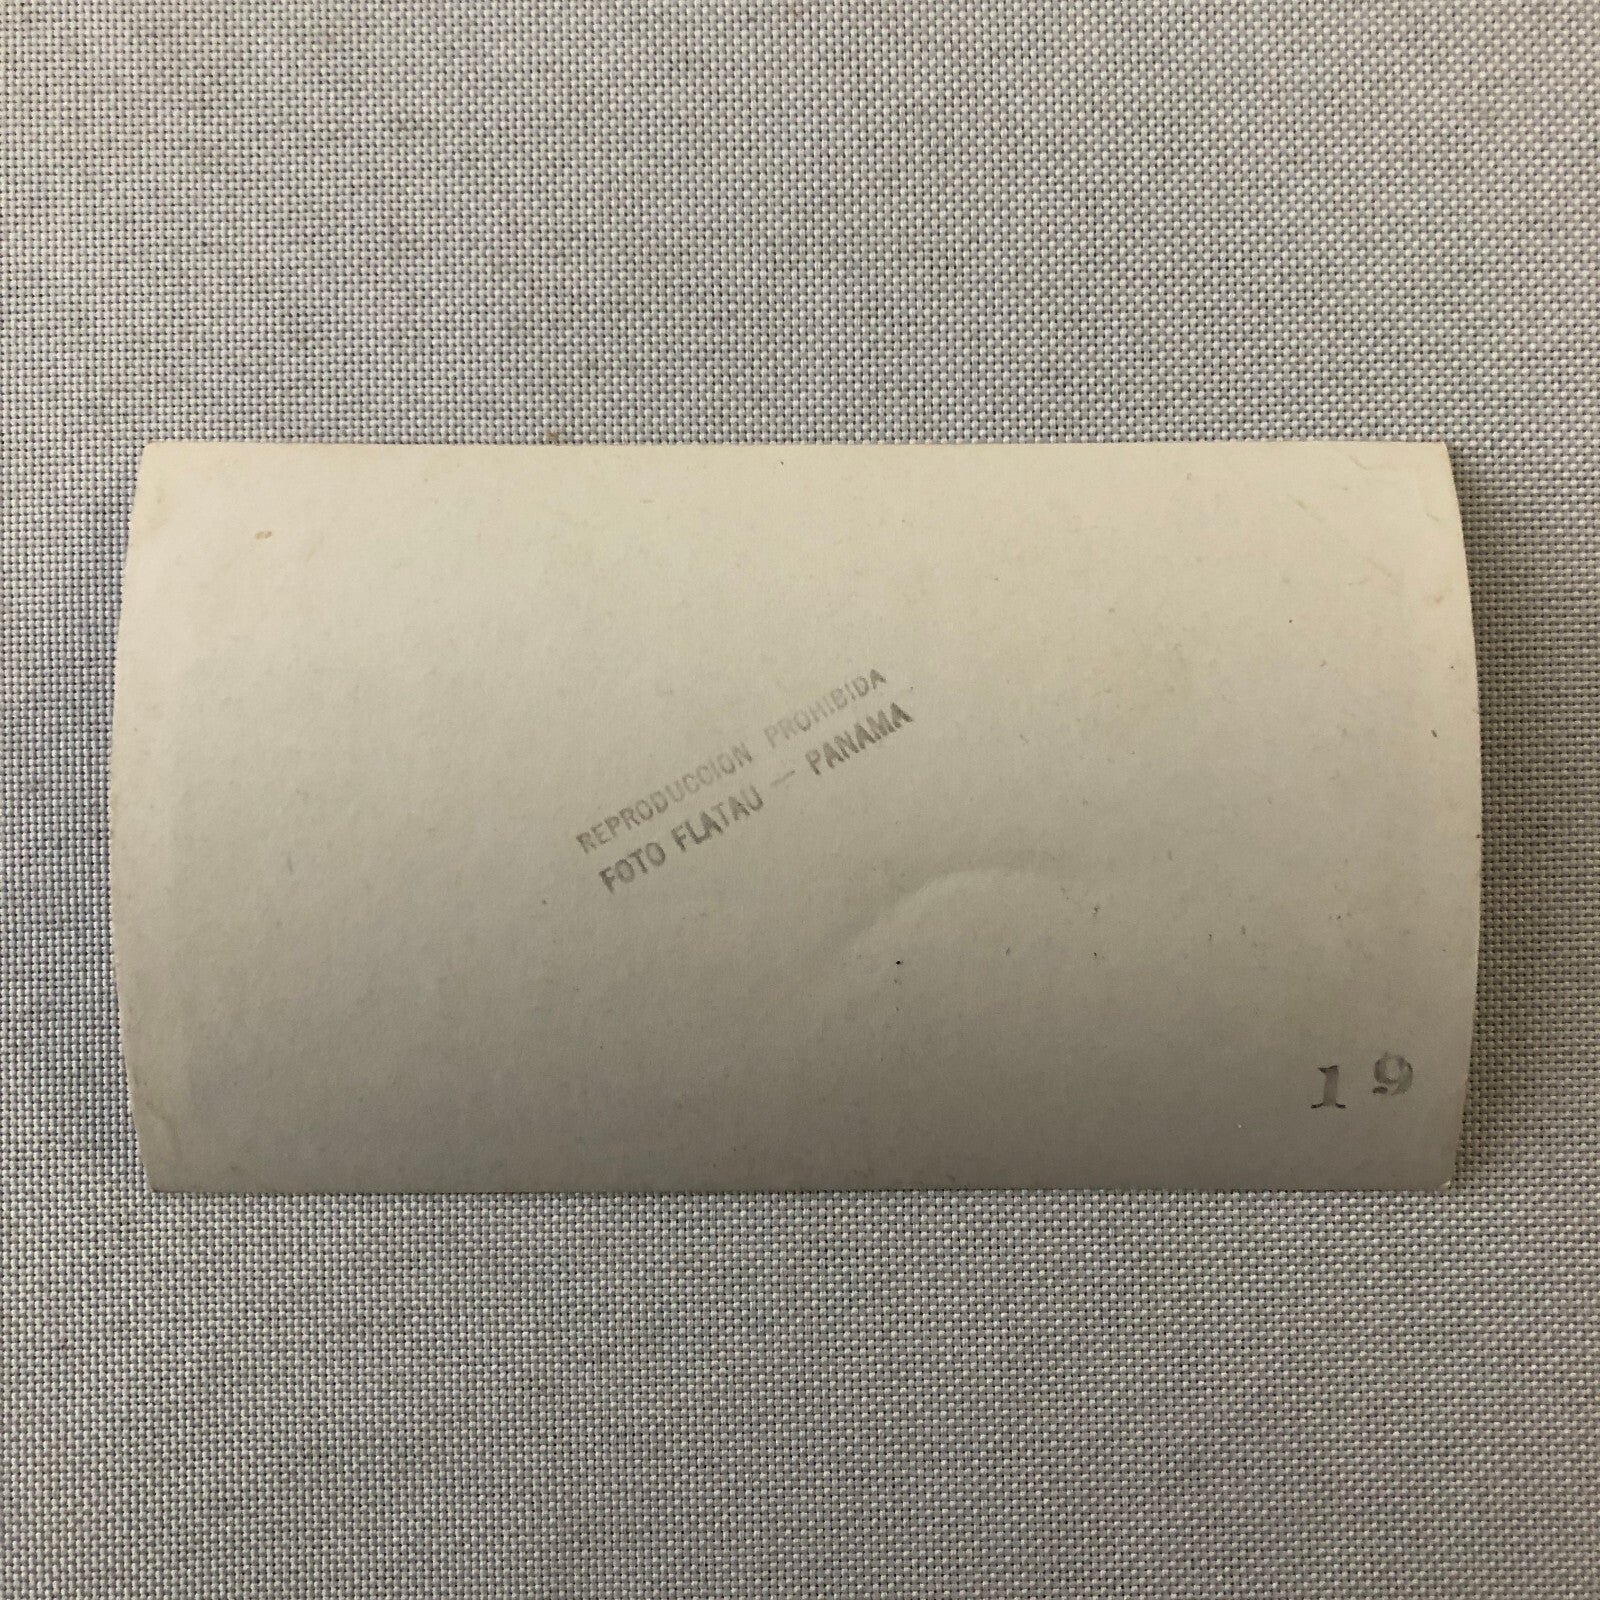 REPRODUCCION PROHIBIDA
FOTO FLATAU — PANAMA
19